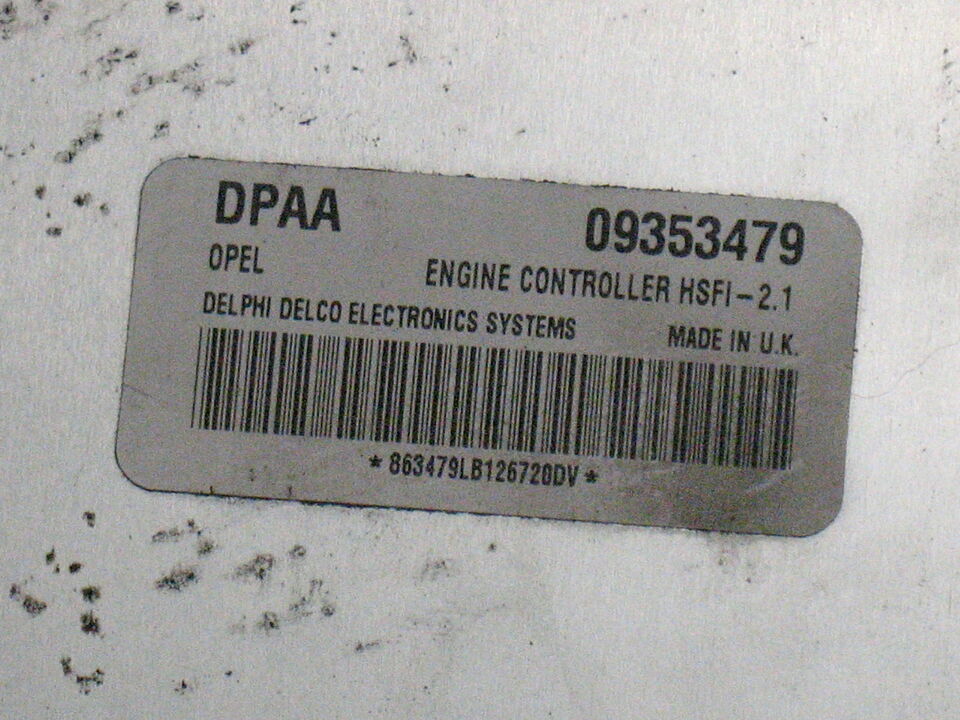 DPAA 09353479
OPEL ENGINE CONTROLLER HSFI-2.1
DELPHI DELCO ELECTRONICS SYSTEMS MADE IN U.K.
*863479LB126720DV*